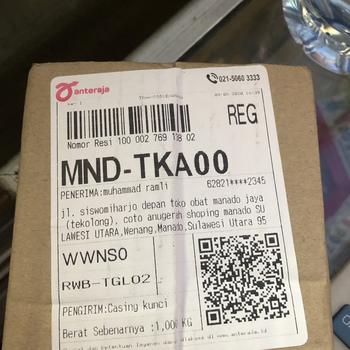 anteraja
021-5060 3333
REG
Nomor Resi 100 002 769 138 02
MND-TKA00
PENERIMA:muhammad ramli 62821****2345
jl. siswomiharjo depan toko obat manado jaya
(tekolong), coto anugerah shoping manado SU
LAWESI UTARA,Wenang,Manado,Sulawesi Utara 95
WWNS0
RWB-TGL02
PENGIRIM:Casing kunci
Berat Sebenarnya :1,00 KG